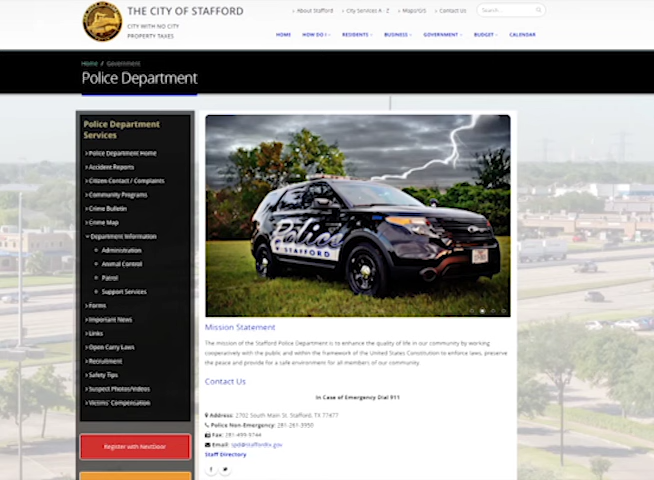 THE CITY OF STAFFORD
CITY WITH NO CITY
PROPERTY TAXES
About Stafford
City Services A - Z
Maps/GIS
Contact Us
Search...
HOME
HOW DO I
RESIDENTS
BUSINESS
GOVERNMENT
BUDGET
CALENDAR
Home / Government
Police Department
Police Department
Services
Police Department Home
Accident Reports
Citizen Contact / Complaints
Community Programs
Crime Bulletin
Crime Map
Department Information
Administration
Animal Control
Patrol
Support Services
Forms
Important News
Links
Open Carry Laws
Recruitment
Safety Tips
Suspect Photos/Videos
Victims' Compensation
Register with NextDoor
Police
STAFFORD
Mission Statement
The mission of the Stafford Police Department is to enhance the quality of life in our community by working
cooperatively with the public and within the framework of the United States Constitution to enforce laws, preserve
the peace and provide for a safe environment for all members of our community.
Contact Us
In Case of Emergency Dial 911
Address: 2702 South Main St. Stafford, TX 77477
Police Non-Emergency: 281-261-3950
Fax: 281-499-9744
Email: spd@staffordtx.gov
Staff Directory